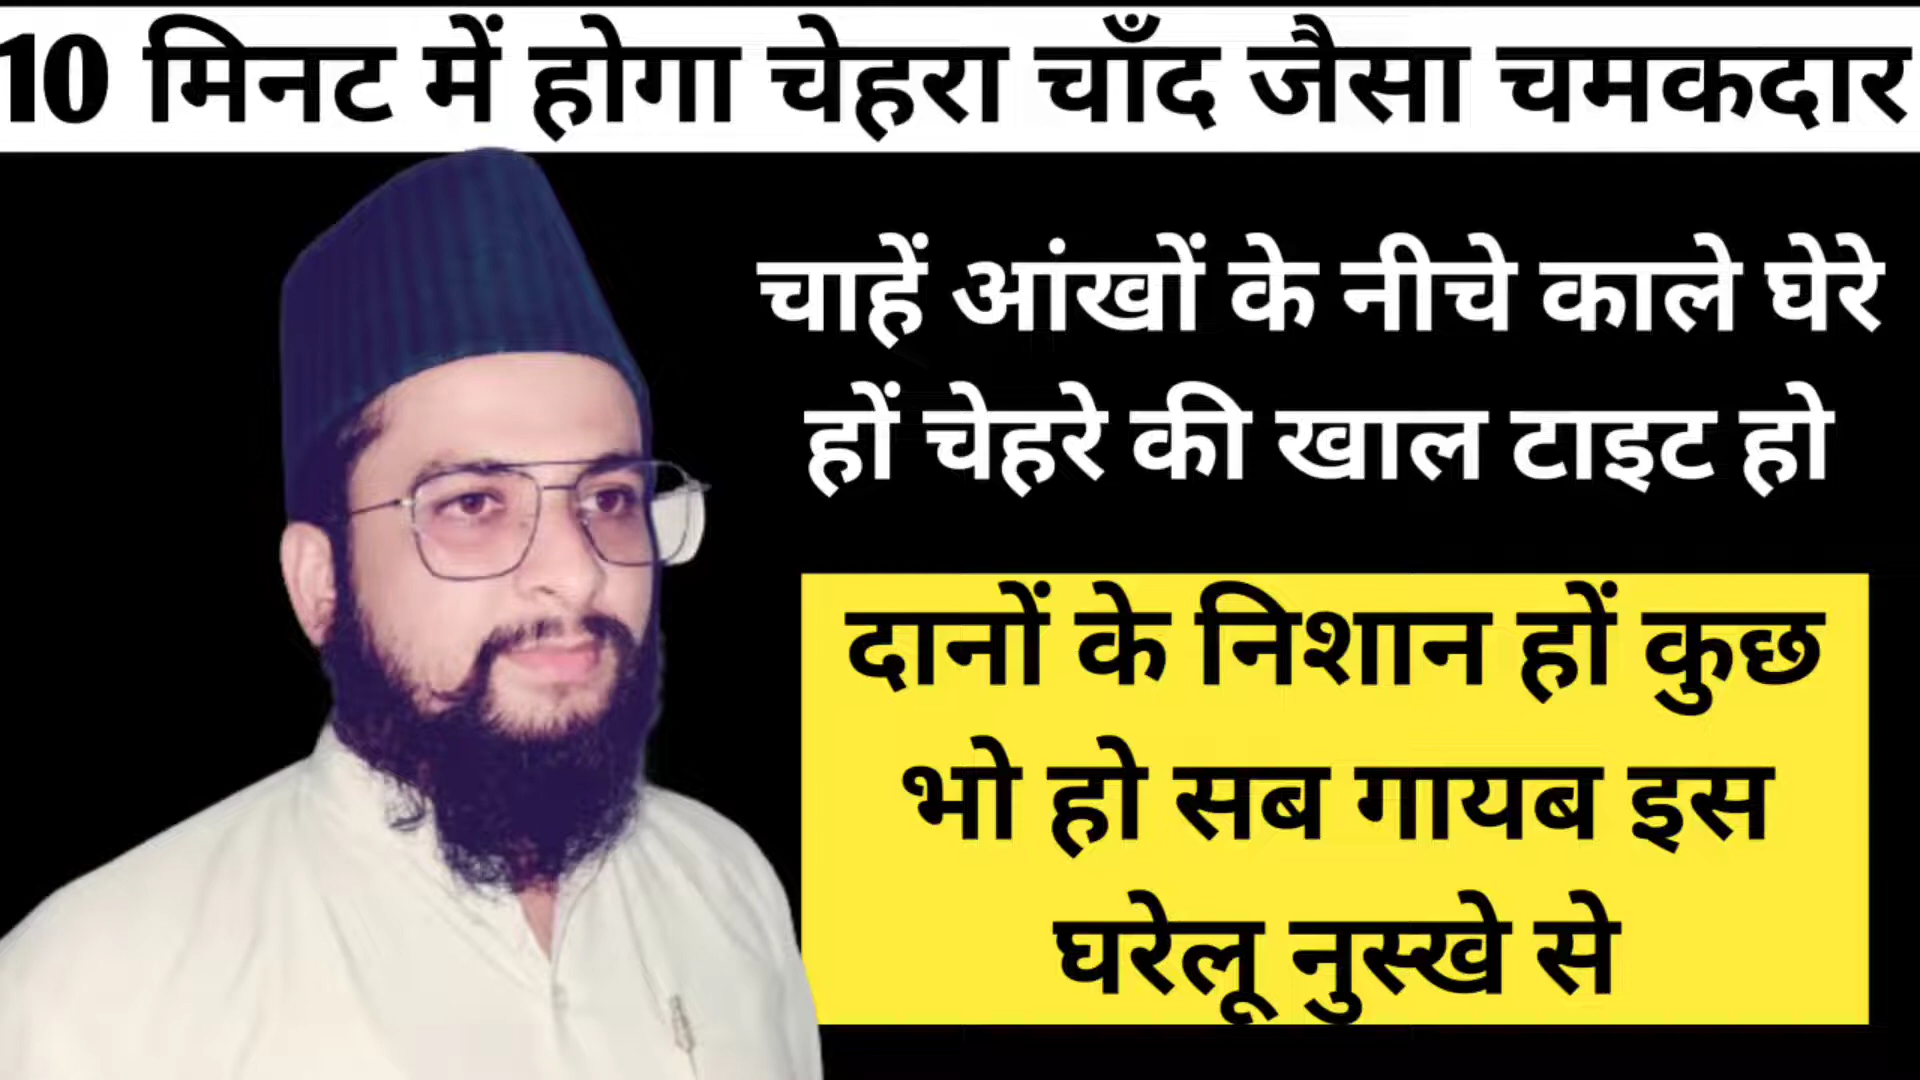 10 मिनट में होगा चेहरा चाँद जैसा चमकदार
चाहें आंखों के नीचे काले घेरे
हों चेहरे की खाल टाइट हो
दानों के निशान हों कुछ
भो हो सब गायब इस
घरेलू नुस्खे से